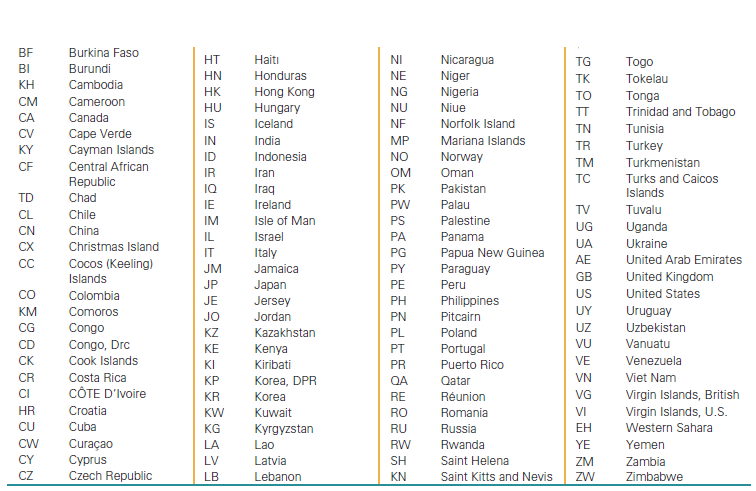 BF Burkina Faso
BI Burundi
KH Cambodia
CM Cameroon
CA Canada
CV Cape Verde
KY Cayman Islands
CF Central African
Republic
TD Chad
CL Chile
CN China
CX Christmas Island
CC Cocos (Keeling)
Islands
CO Colombia
KM Comoros
CG Congo
CD Congo, Drc
CK Cook Islands
CR Costa Rica
CI CÔTE D'Ivoire
HR Croatia
CU Cuba
CW Curaçao
CY Cyprus
CZ Czech Republic
HT Haiti
HN Honduras
HK Hong Kong
HU Hungary
IS Iceland
IN India
ID Indonesia
IR Iran
IQ Iraq
IE Ireland
IM Isle of Man
IL Israel
IT Italy
JM Jamaica
JP Japan
JE Jersey
JO Jordan
KZ Kazakhstan
KE Kenya
KI Kiribati
KP Korea, DPR
KR Korea
KW Kuwait
KG Kyrgyzstan
LA Lao
LV Latvia
LB Lebanon
NI Nicaragua
NE Niger
NG Nigeria
NU Niue
NF Norfolk Island
MP Mariana Islands
NO Norway
OM Oman
PK Pakistan
PW Palau
PS Palestine
PA Panama
PG Papua New Guinea
PY Paraguay
PE Peru
PH Philippines
PN Pitcairn
PL Poland
PT Portugal
PR Puerto Rico
QA Qatar
RE Réunion
RO Romania
RU Russia
RW Rwanda
SH Saint Helena
KN Saint Kitts and Nevis
TG Togo
TK Tokelau
TO Tonga
TT Trinidad and Tobago
TN Tunisia
TR Turkey
TM Turkmenistan
TC Turks and Caicos
Islands
TV Tuvalu
UG Uganda
UA Ukraine
AE United Arab Emirates
GB United Kingdom
US United States
UY Uruguay
UZ Uzbekistan
VU Vanuatu
VE Venezuela
VN Viet Nam
VG Virgin Islands, British
VI Virgin Islands, U.S.
EH Western Sahara
YE Yemen
ZM Zambia
ZW Zimbabwe